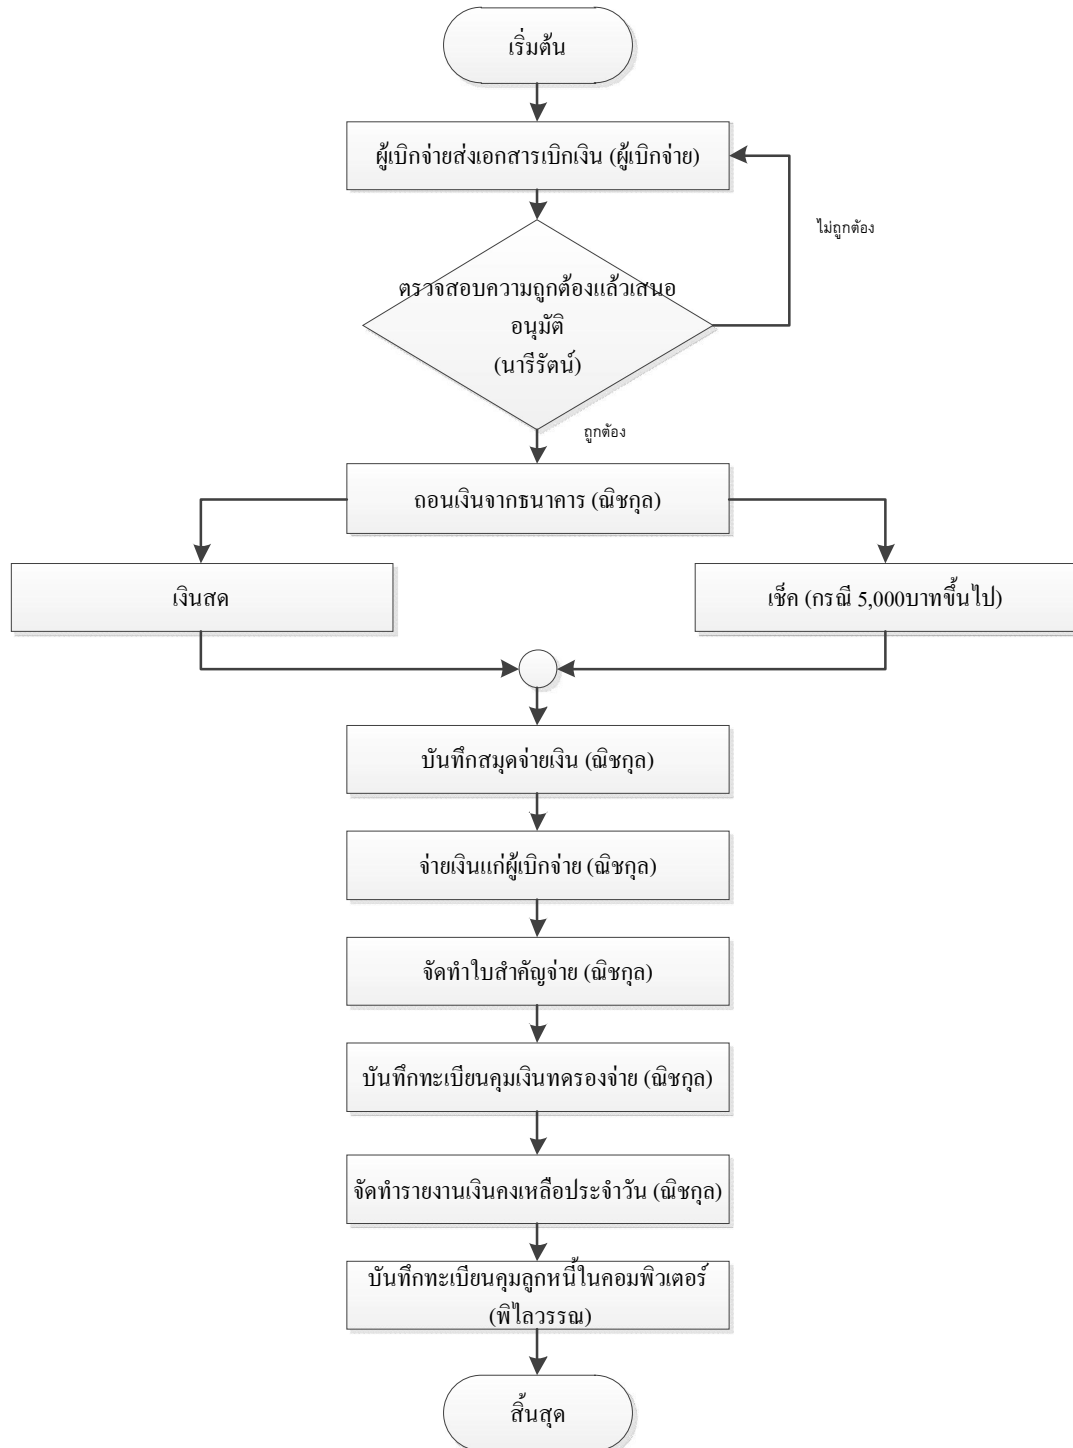 เริ่มต้น
ผู้เบิกจ่ายส่งเอกสารเบิกเงิน (ผู้เบิกจ่าย)
ไม่ถูกต้อง
ตรวจสอบความถูกต้องแล้วเสนอ
อนุมัติ
(นารีรัตน์)
ถูกต้อง
ถอนเงินจากธนาคาร (ณิชกุล)
เงินสด
เช็ค (กรณี 5,000บาทขึ้นไป)
บันทึกสมุดจ่ายเงิน (ณิชกุล)
จ่ายเงินแก่ผู้เบิกจ่าย (ณิชกุล)
จัดทำใบสำคัญจ่าย (ณิชกุล)
บันทึกทะเบียนคุมเงินทดรองจ่าย (ณิชกุล)
จัดทำรายงานเงินคงเหลือประจำวัน (ณิชกุล)
บันทึกทะเบียนคุมลูกหนี้ในคอมพิวเตอร์
(พิไลวรรณ)
สิ้นสุด